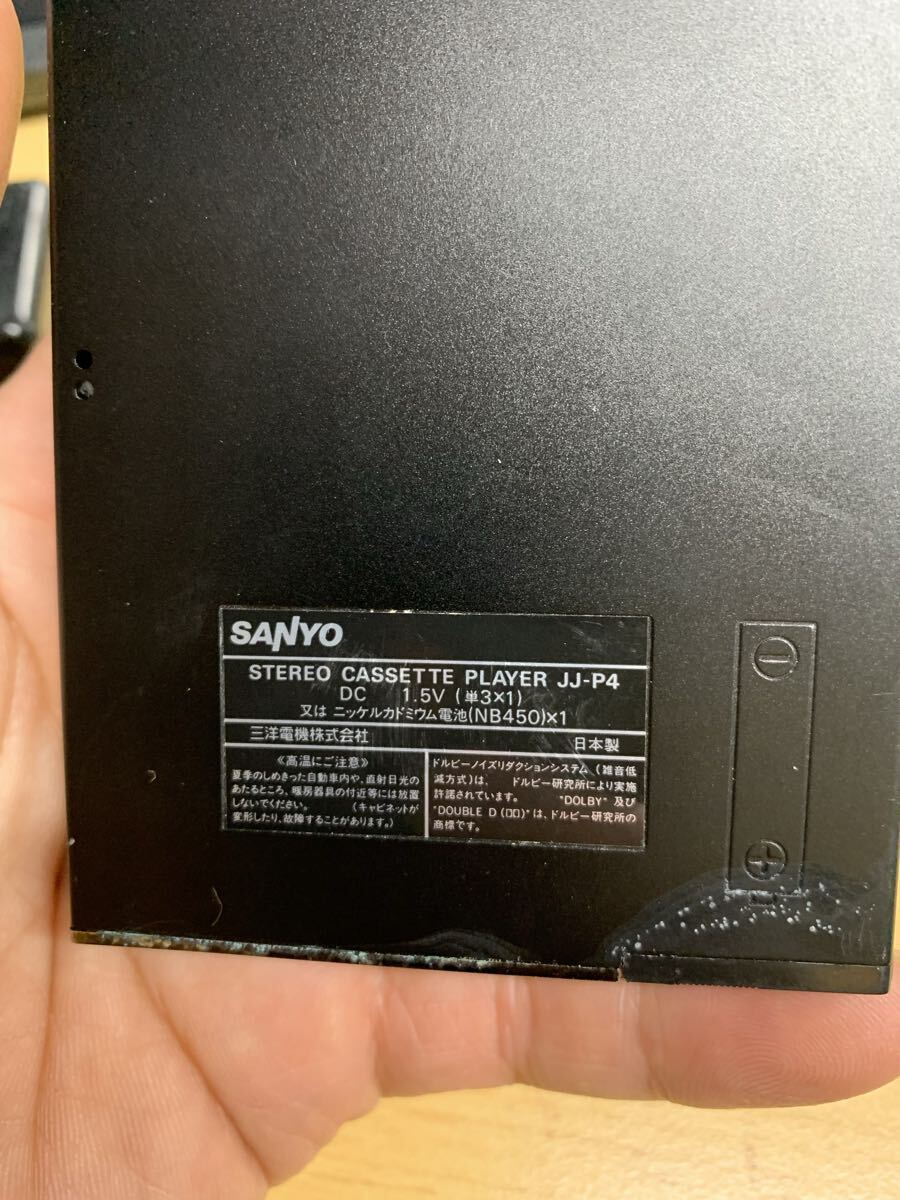 SANYO
STEREO CASSETTE PLAYER JJ-P4
DC 1.5V (単3×1)
又は ニッケルカドミウム電池(NB450)×1
三洋電機株式会社 日本製
《高温にご注意》
夏季のしめきった自動車内や、直射日光の
あたるところ、暖房器具の付近等には放置
しないでください。 (キャビネットが
変形したり、故障することがあります。)
ドルビーノイズリダクションシステム (雑音低
減方式)は、 ドルビー研究所により実施
許諾されています。 "DOLBY" 及び
"DOUBLE D (DD)"は、ドルビー研究所の
商標です。
⊖
⊕